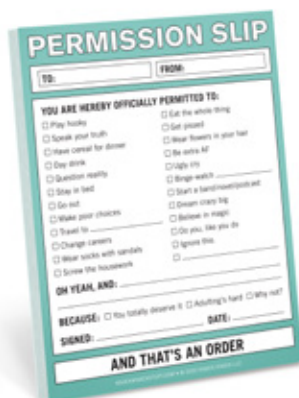 PERMISSION SLIP
TO: FROM:
YOU ARE HEREBY OFFICIALLY PERMITTED TO:
Play hooky
Speak your truth
Have cereal for dinner
Day drink
Question reality
Stay in bed
Go out
Make poor choices
Travel to
Change careers
Wear socks with sandals
Screw the housework
Eat the whole thing
Get pissed
Wear flowers in your hair
Be extra AF
Ugly cry
Binge-watch
Start a band/novel/podcast
Dream crazy big
Believe in magic
Do you, like you do
Ignore this
OH YEAH, AND:
BECAUSE: You totally deserve it Adulting's hard Why not?
SIGNED: DATE:
AND THAT'S AN ORDER